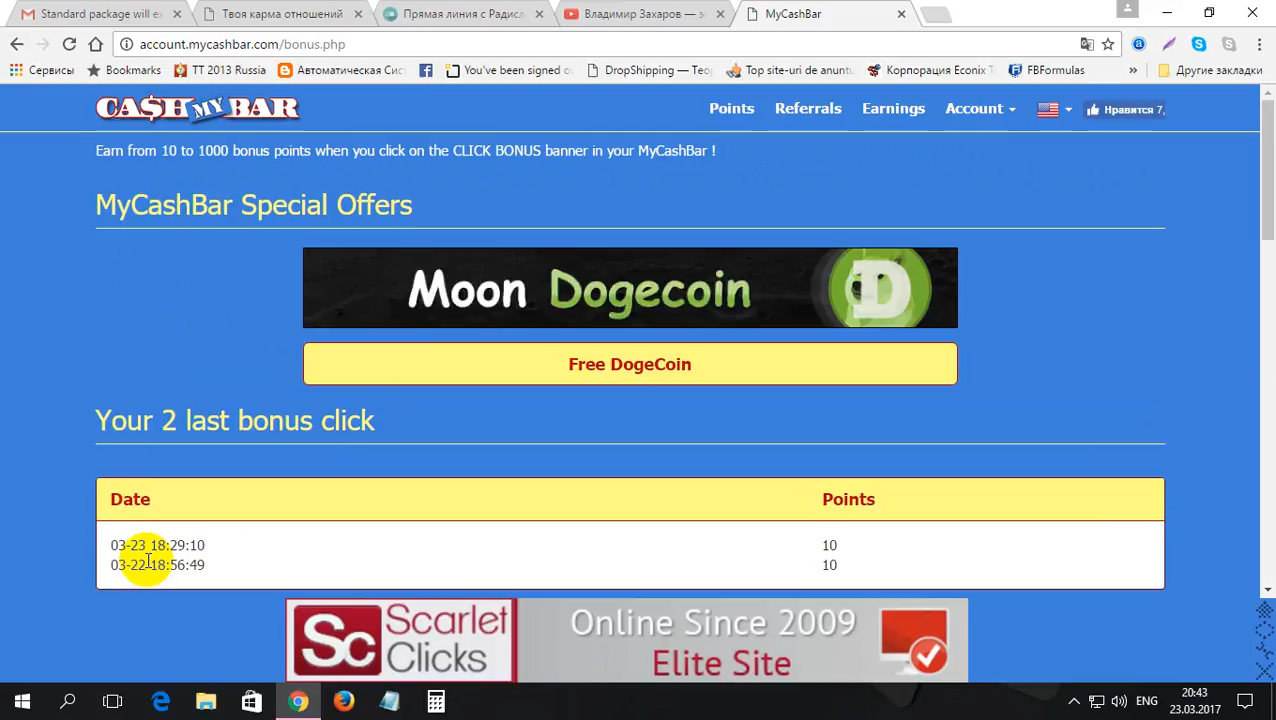 Standard package will ex
Твоя карма отношений
Прямая линия с Радисл
Владимир Захаров — з
MyCashBar
account.mycashbar.com/bonus.php
Сервисы
Bookmarks
TT 2013 Russia
Автоматическая Сис
You've been signed o
DropShipping — Тео
Top site-uri de anuntu
Корпорация Econix Т
FBFormulas
»
Другие закладки
CA$H MY BAR
Points
Referrals
Earnings
Account
Нравится 7,
Earn from 10 to 1000 bonus points when you click on the CLICK BONUS banner in your MyCashBar !
MyCashBar Special Offers
Moon Dogecoin
Free DogeCoin
Your 2 last bonus click
Date Points
03-23 18:29:10 10
03-22 18:56:49 10
Sc Scarlet Clicks
Online Since 2009
Elite Site
ENG
20:43
23.03.2017